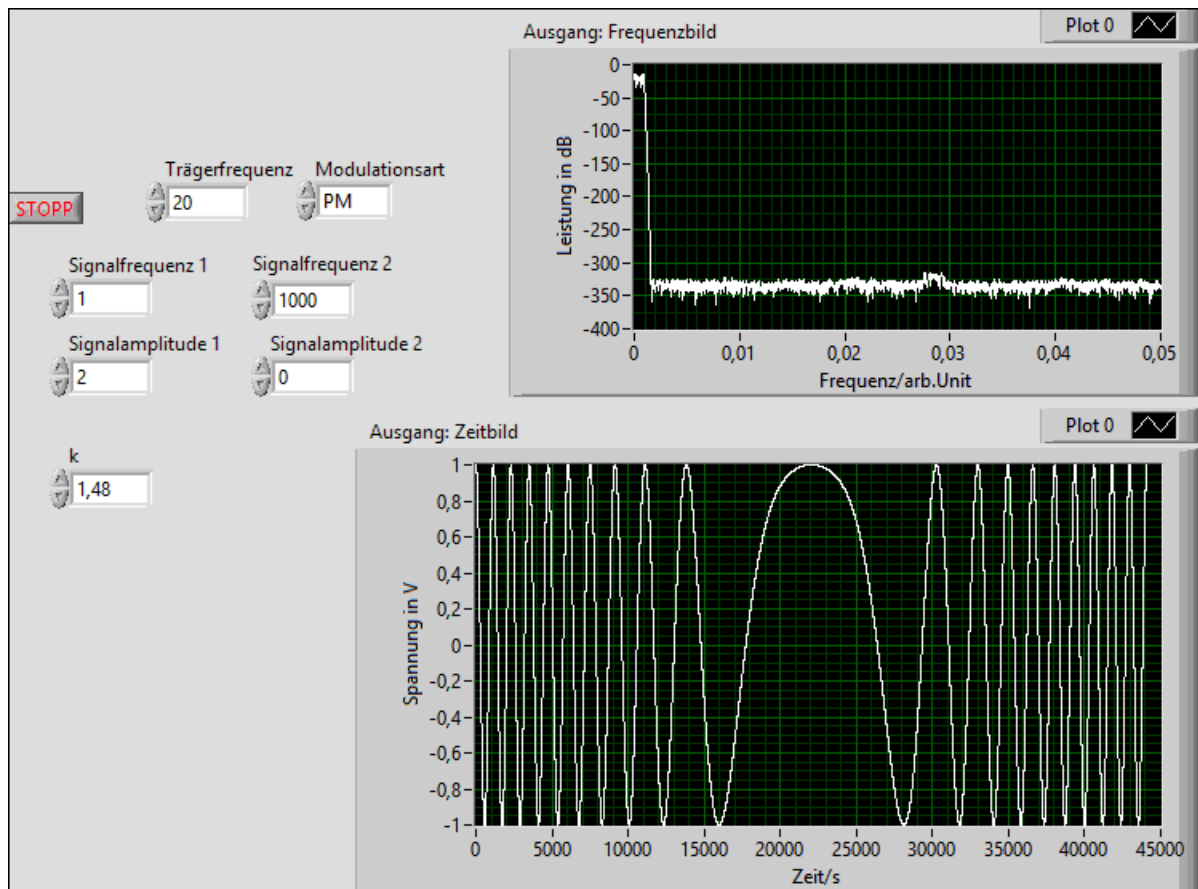 Ausgang: Frequenzbild
Plot 0
0
-50
-100
-150
-200
-250
-300
-350
-400
Leistung in dB
0 0,01 0,02 0,03 0,04 0,05
Frequenz/arb.Unit
Trägerfrequenz Modulationsart
20 PM
STOPP
Signalfrequenz 1 Signalfrequenz 2
1 1000
Signalamplitude 1 Signalamplitude 2
2 0
k
1,48
Ausgang: Zeitbild
Plot 0
1
0,8
0,6
0,4
0,2
0
-0,2
-0,4
-0,6
-0,8
-1
Spannung in V
0 5000 10000 15000 20000 25000 30000 35000 40000 45000
Zeit/s